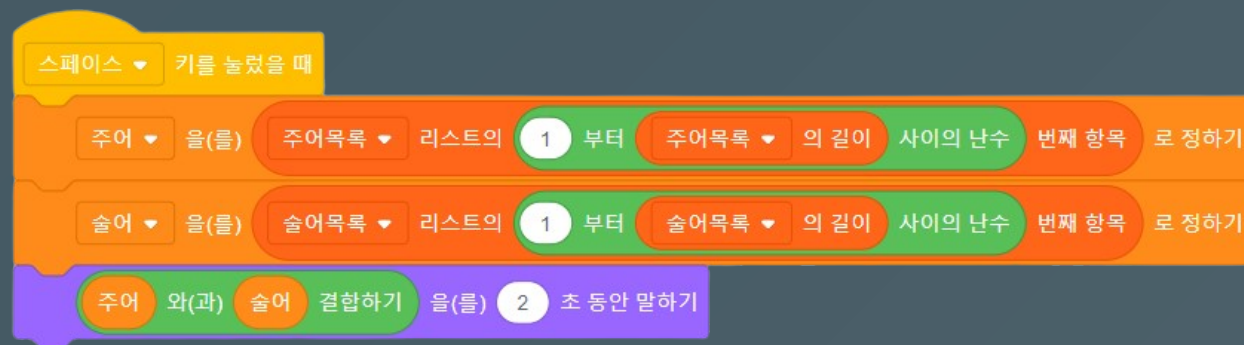 스페이스 키를 눌렀을 때
주어 을(를) 주어목록 리스트의 1 부터 주어목록 의 길이 사이의 난수 번째 항목 로 정하기
술어 을(를) 술어목록 리스트의 1 부터 술어목록 의 길이 사이의 난수 번째 항목 로 정하기
주어 와(과) 술어 결합하기 을(를) 2 초 동안 말하기